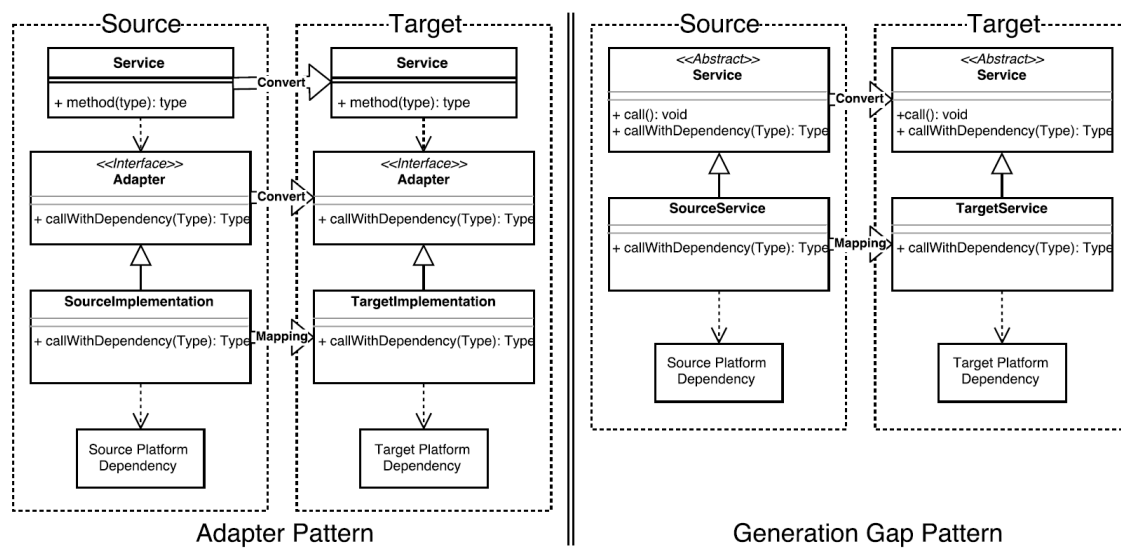 Source
Service
+ method(type): type
<<Interface>>
Adapter
+ callWithDependency(Type): Type
SourceImplementation
+ callWithDependency(Type): Type
Source Platform
Dependency
Convert
Convert
Mapping
Target
Service
+ method(type): type
<<Interface>>
Adapter
+ callWithDependency(Type): Type
TargetImplementation
+ callWithDependency(Type): Type
Target Platform
Dependency
Adapter Pattern
Source
<<Abstract>>
Service
+ call(): void
+ callWithDependency(Type): Type
SourceService
+ callWithDependency(Type): Type
Source Platform
Dependency
Convert
Mapping
Target
<<Abstract>>
Service
+call(): void
+ callWithDependency(Type): Type
TargetService
+ callWithDependency(Type): Type
Target Platform
Dependency
Generation Gap Pattern